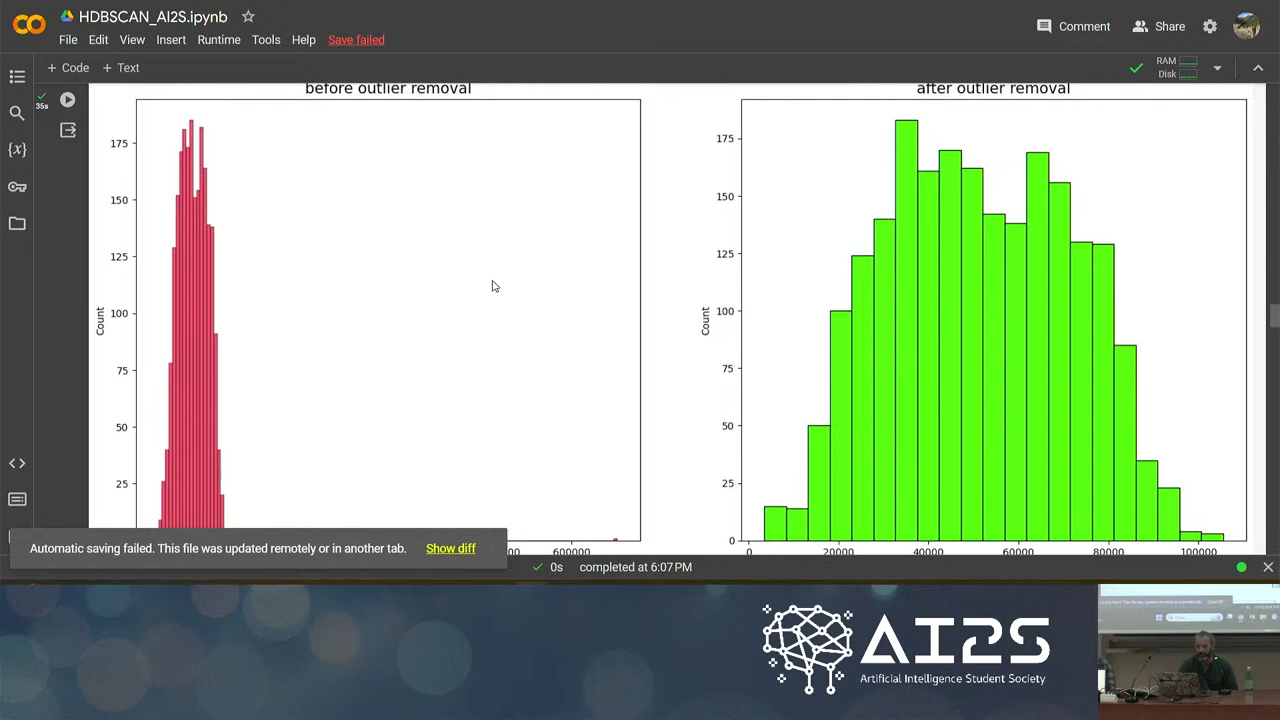 HDBSCAN_AI2S.ipynb
File Edit View Insert Runtime Tools Help Save failed
Comment Share
+ Code + Text
RAM
Disk
35s
{x}
before outlier removal
175
150
125
100
75
50
25
Count
600000
after outlier removal
175
150
125
100
75
50
25
0
Count
0 20000 40000 60000 80000 100000
Automatic saving failed. This file was updated remotely or in another tab. Show diff
0s completed at 6:07 PM
AI2S
Artificial Intelligence Student Society